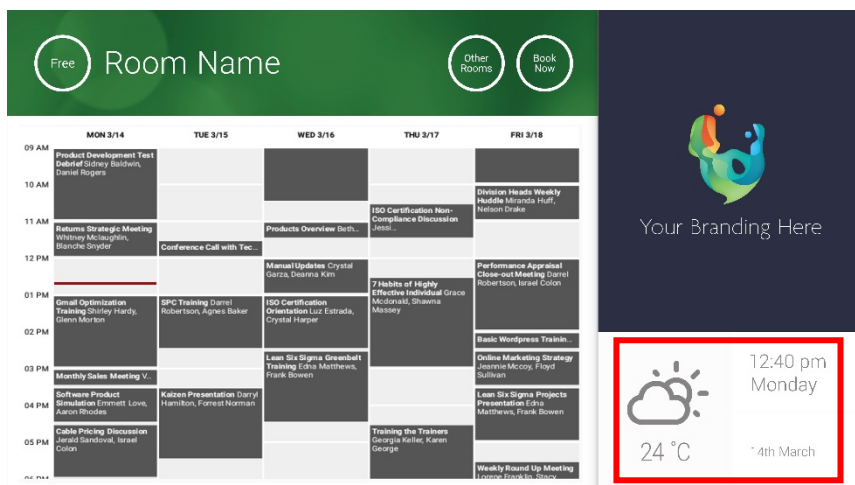 Free
Room Name
Other
Rooms
Book
Now
MON 3/14
TUE 3/15
WED 3/16
THU 3/17
FRI 3/18
09 AM
10 AM
11 AM
12 PM
01 PM
02 PM
03 PM
04 PM
05 PM
06 PM
Product Development Test
Debrief Sidney Baldwin,
Daniel Rogers
Returns Strategic Meeting
Whitney Mclaughlin,
Blanche Snyder
Gmail Optimization
Training Shirley Hardy,
Glenn Morton
Monthly Sales Meeting V..
Software Product
Simulation Emmett Love,
Aaron Rhodes
Cable Pricing Discussion
Jerald Sandoval, Israel
Colon
Conference Call with Tec...
SPC Training Darrel
Robertson, Agnes Baker
Kaizen Presentation Darryl
Hamilton, Forrest Norman
Products Overview Beth..
Manual Updates Crystal
Garza, Deanna Kim
ISO Certification
Orientation Luz Estrada,
Crystal Harper
Lean Six Sigma Greenbelt
Training Edna Matthews,
Frank Bowen
ISO Certification Non-
Compliance Discussion
Jessi...
7 Habits of Highly
Effective Individual Grace
Mcdonald, Shawna
Massey
Training the Trainers
Georgia Keller, Karen
George
Division Heads Weekly
Huddle Miranda Huff,
Nelson Drake
Performance Appraisal
Close-out Meeting Darrel
Robertson, Israel Colon
Basic Wordpress Trainin..
Online Marketing Strategy
Jeannie Mccoy, Floyd
Sullivan
Lean Six Sigma Projects
Presentation Edna
Matthews, Frank Bowen
Weekly Round Up Meeting
Lorene Franklin, Stacy
Your Branding Here
12:40 pm
Monday
24 °C
14th March